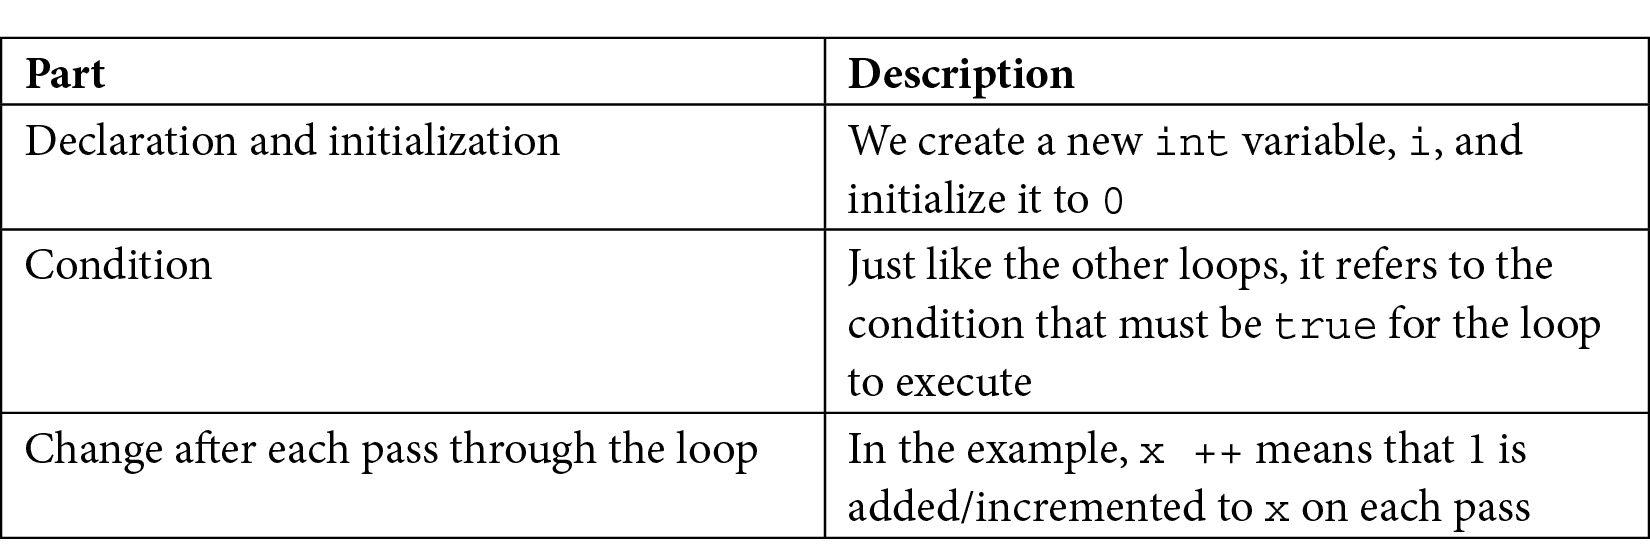 Part
Description
Declaration and initialization
We create a new int variable, i, and
initialize it to 0
Condition
Just like the other loops, it refers to the
condition that must be true for the loop
to execute
Change after each pass through the loop
In the example, x ++ means that 1 is
added/incremented to x on each pass